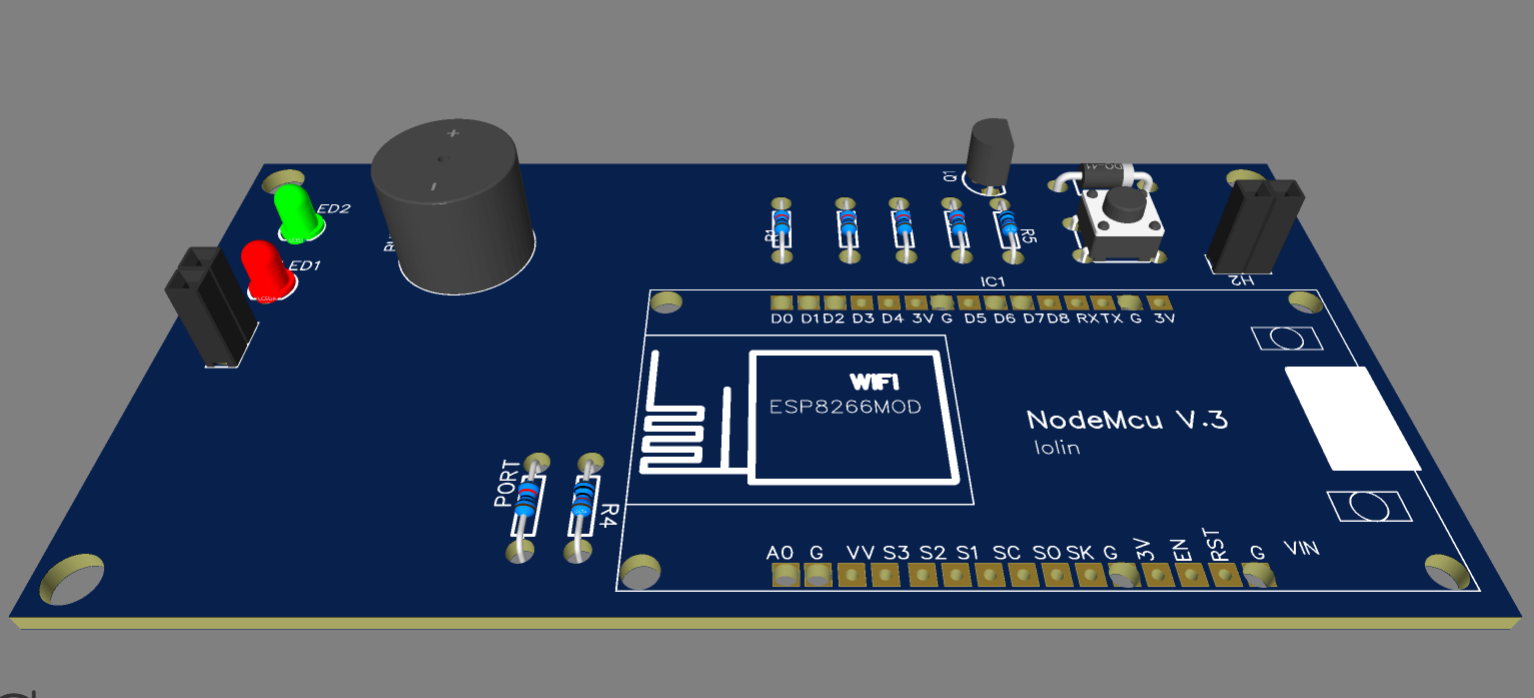 +
-
Q1
ED2
R1
R5
ED1
H2
IC1
D0 D1 D2 D3 D4 3V G D5 D6 D7 D8 RX TX G 3V
WIFI
ESP8266MOD
NodeMcu V.3
lolin
PORT
R4
A0 G VV S3 S2 S1 SC SO SK G 3V EN RST G VIN